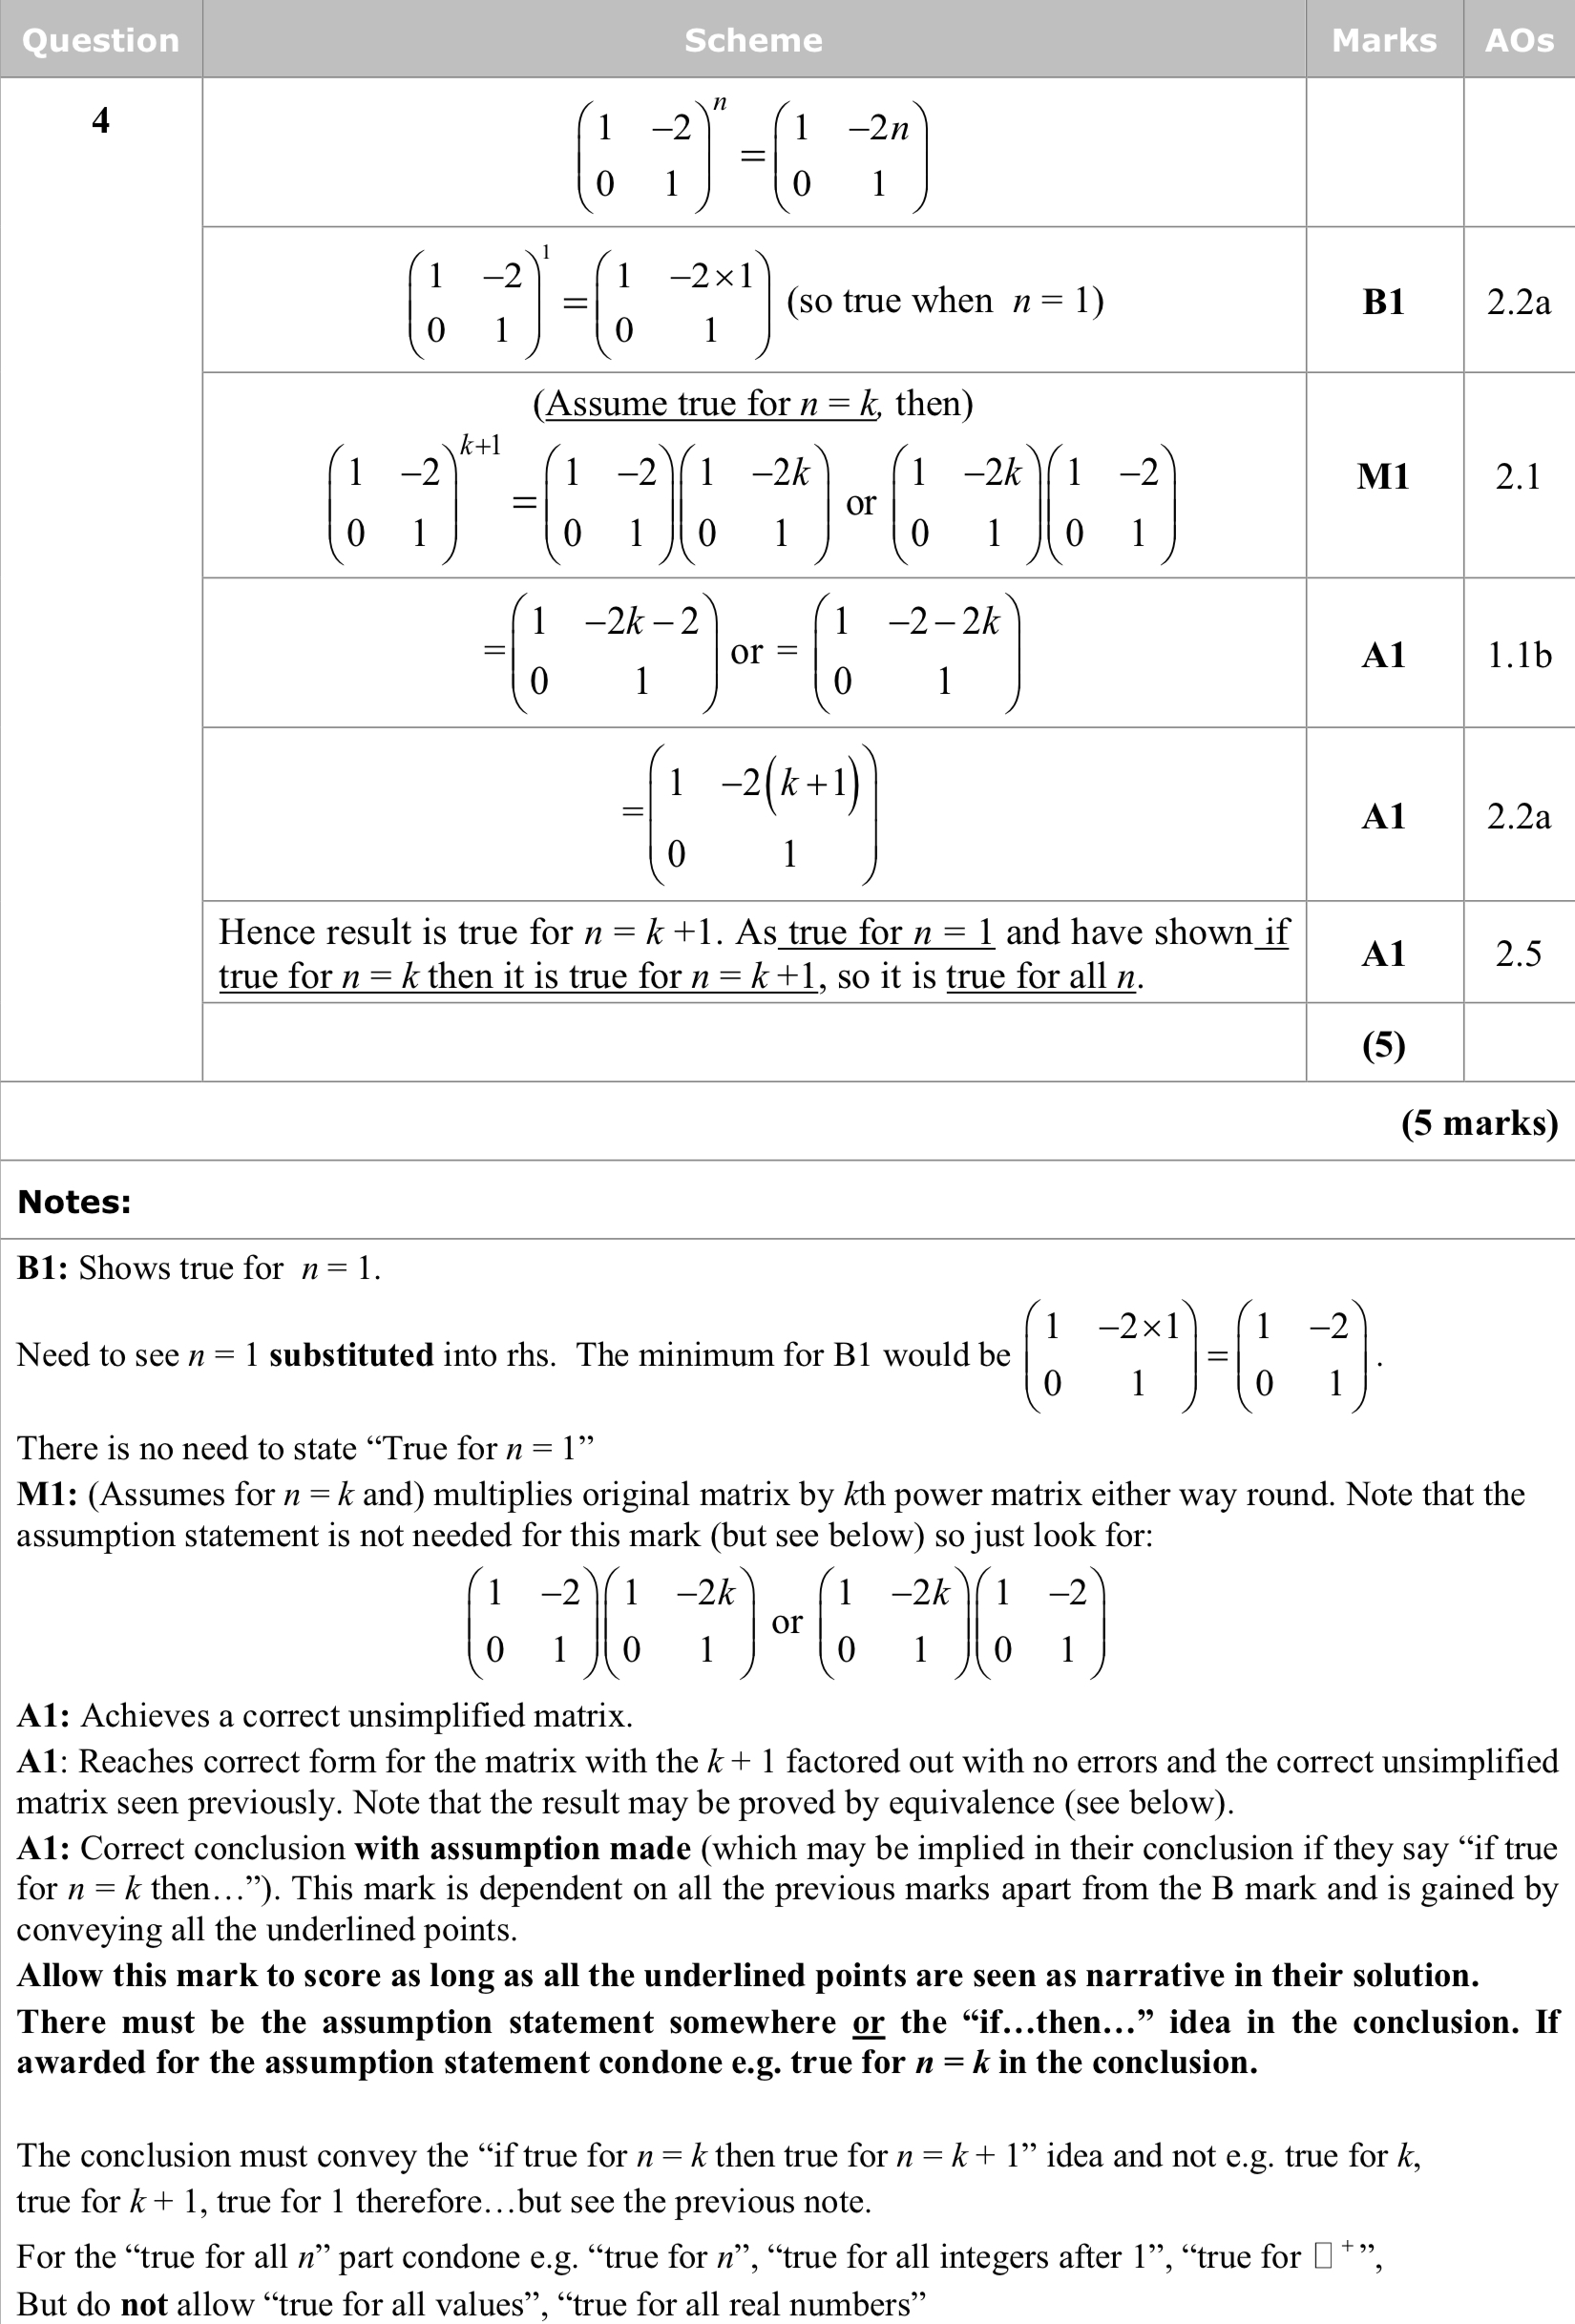 Question Scheme Marks AOs
4 \begin{pmatrix} 1 & -2 \\ 0 & 1 \end{pmatrix}^n = \begin{pmatrix} 1 & -2n \\ 0 & 1 \end{pmatrix}
\begin{pmatrix} 1 & -2 \\ 0 & 1 \end{pmatrix}^1 = \begin{pmatrix} 1 & -2×1 \\ 0 & 1 \end{pmatrix} (so true when n = 1) B1 2.2a
(Assume true for n = k, then)
\begin{pmatrix} 1 & -2 \\ 0 & 1 \end{pmatrix}^{k+1} = \begin{pmatrix} 1 & -2 \\ 0 & 1 \end{pmatrix}\begin{pmatrix} 1 & -2k \\ 0 & 1 \end{pmatrix} or \begin{pmatrix} 1 & -2k \\ 0 & 1 \end{pmatrix}\begin{pmatrix} 1 & -2 \\ 0 & 1 \end{pmatrix} M1 2.1
= \begin{pmatrix} 1 & -2k-2 \\ 0 & 1 \end{pmatrix} or = \begin{pmatrix} 1 & -2-2k \\ 0 & 1 \end{pmatrix} A1 1.1b
= \begin{pmatrix} 1 & -2(k+1) \\ 0 & 1 \end{pmatrix} A1 2.2a
Hence result is true for n = k +1. As true for n = 1 and have shown if
true for n = k then it is true for n = k +1, so it is true for all n. A1 2.5
(5)
(5 marks)
Notes:
B1: Shows true for n = 1.
Need to see n = 1 substituted into rhs. The minimum for B1 would be \begin{pmatrix} 1 & -2×1 \\ 0 & 1 \end{pmatrix} = \begin{pmatrix} 1 & -2 \\ 0 & 1 \end{pmatrix}.
There is no need to state “True for n = 1”
M1: (Assumes for n = k and) multiplies original matrix by kth power matrix either way round. Note that the
assumption statement is not needed for this mark (but see below) so just look for:
\begin{pmatrix} 1 & -2 \\ 0 & 1 \end{pmatrix}\begin{pmatrix} 1 & -2k \\ 0 & 1 \end{pmatrix} or \begin{pmatrix} 1 & -2k \\ 0 & 1 \end{pmatrix}\begin{pmatrix} 1 & -2 \\ 0 & 1 \end{pmatrix}
A1: Achieves a correct unsimplified matrix.
A1: Reaches correct form for the matrix with the k + 1 factored out with no errors and the correct unsimplified
matrix seen previously. Note that the result may be proved by equivalence (see below).
A1: Correct conclusion with assumption made (which may be implied in their conclusion if they say “if true
for n = k then…”). This mark is dependent on all the previous marks apart from the B mark and is gained by
conveying all the underlined points.
Allow this mark to score as long as all the underlined points are seen as narrative in their solution.
There must be the assumption statement somewhere or the “if…then…” idea in the conclusion. If
awarded for the assumption statement condone e.g. true for n = k in the conclusion.
The conclusion must convey the “if true for n = k then true for n = k + 1” idea and not e.g. true for k,
true for k + 1, true for 1 therefore…but see the previous note.
For the “true for all n” part condone e.g. “true for n”, “true for all integers after 1”, “true for □ +”,
But do not allow “true for all values”, “true for all real numbers”